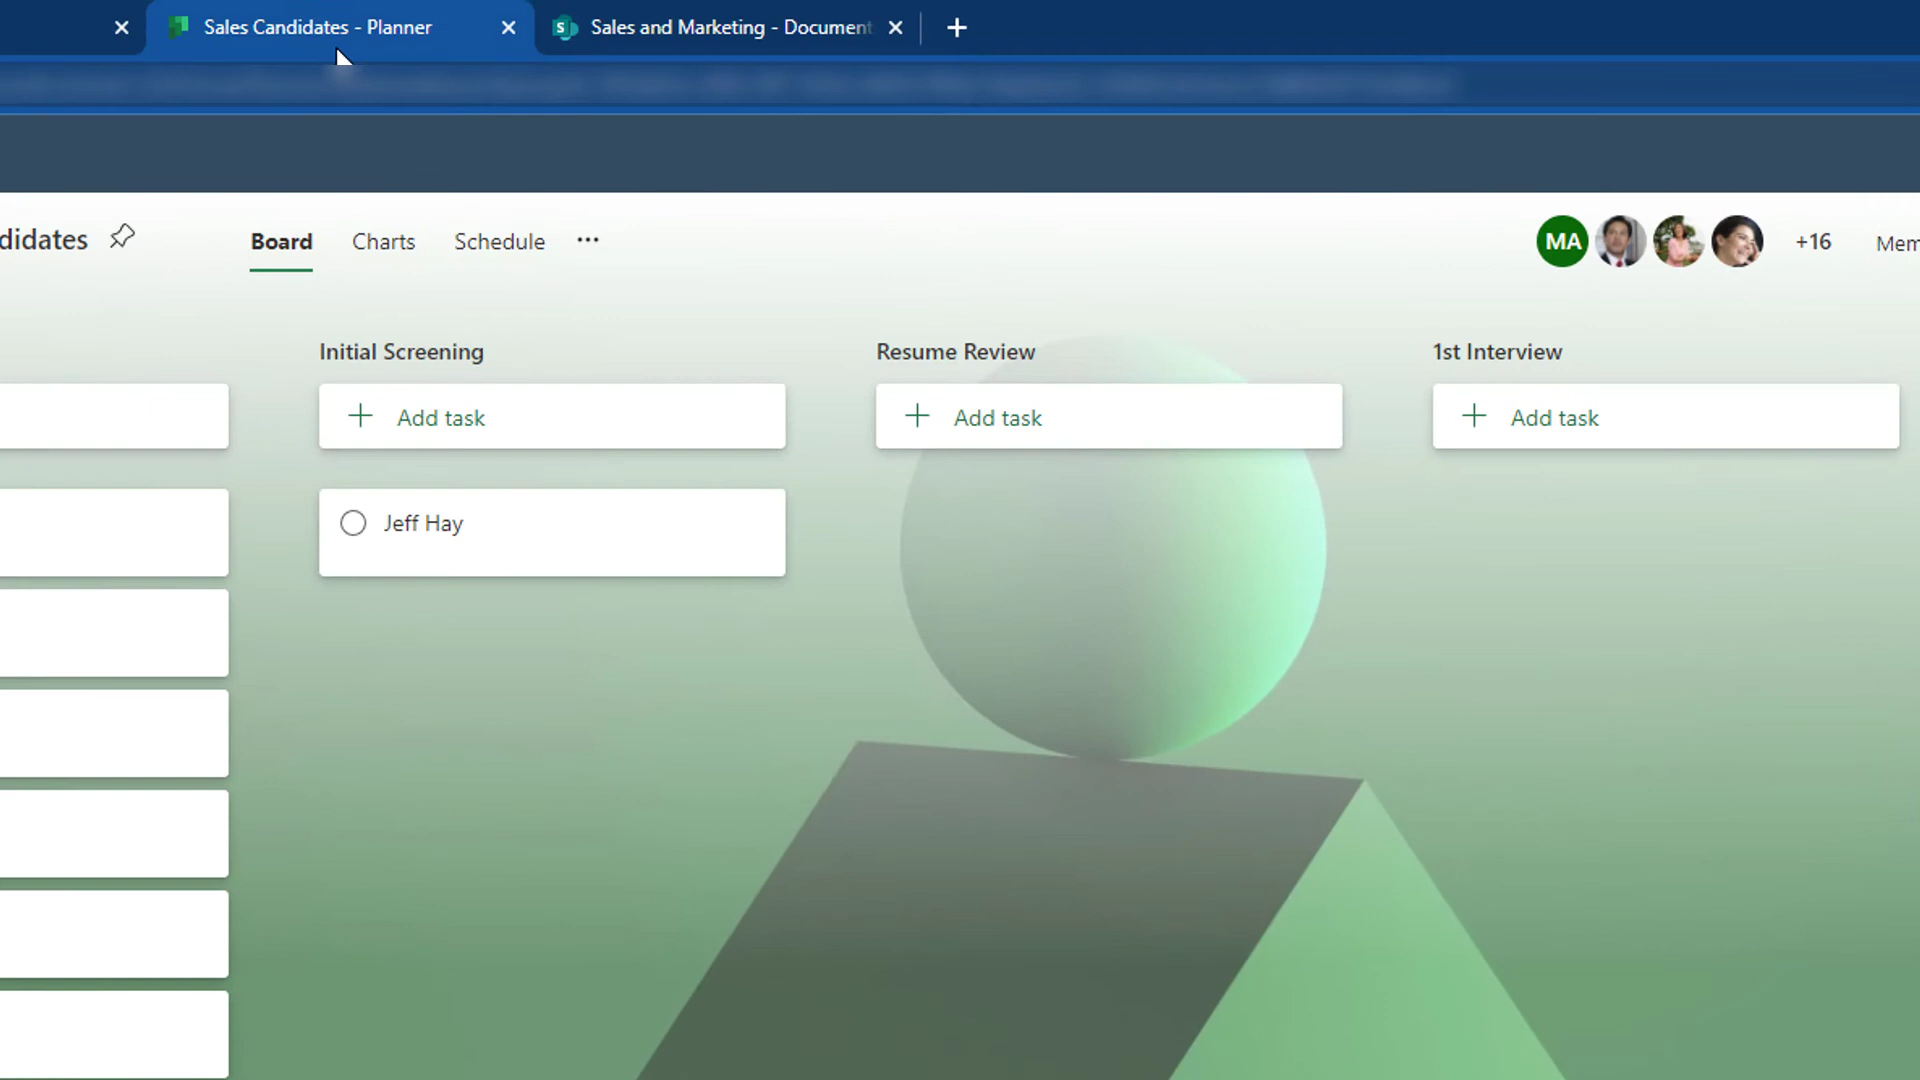 Sales Candidates - Planner
Sales and Marketing - Document
didates
Board
Charts
Schedule
MA
+16
Mem
Initial Screening
Resume Review
1st Interview
Add task
Add task
Add task
Jeff Hay